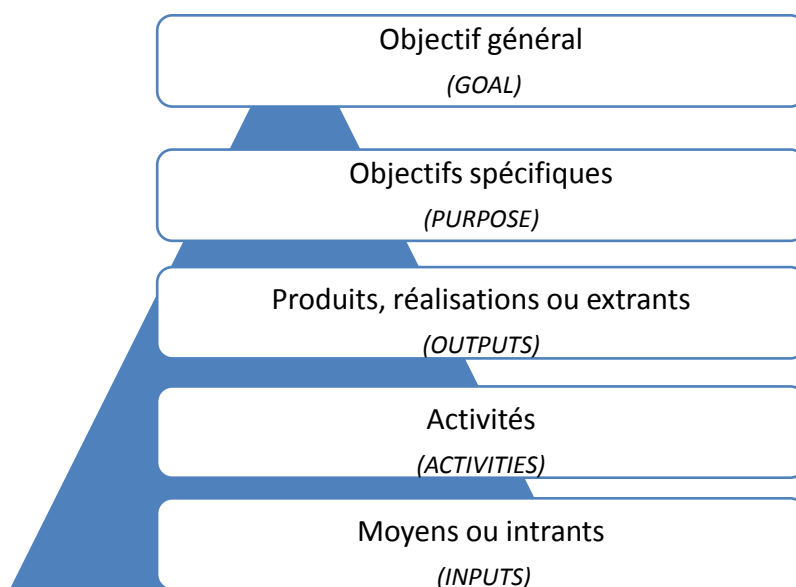 Objectif général
(GOAL)
Objectifs spécifiques
(PURPOSE)
Produits, réalisations ou extrants
(OUTPUTS)
Activités
(ACTIVITIES)
Moyens ou intrants
(INPUTS)